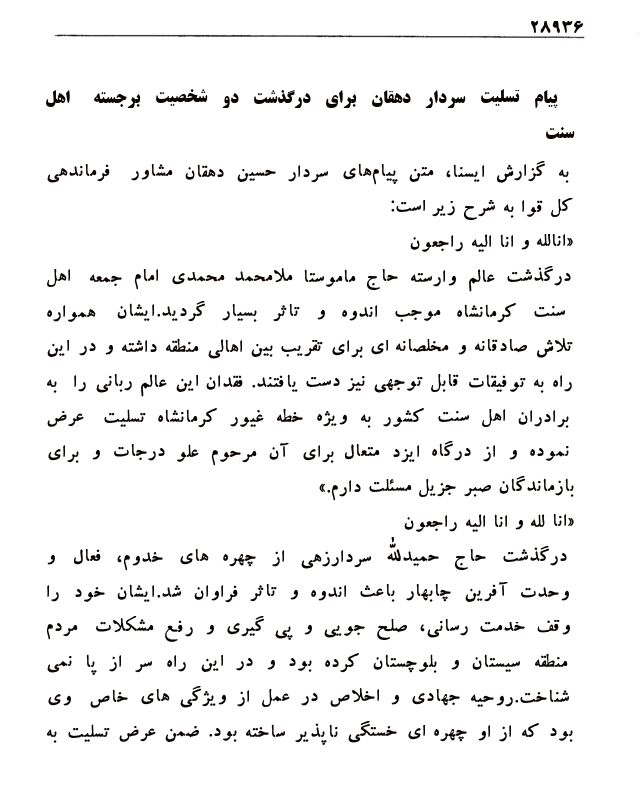 ۲۸۹۳۶
پیام تسلیت سردار دهقان برای درگذشت دو شخصیت برجسته اهل
سنت
به گزارش ایسنا، متن پیام‌های سردار حسین دهقان مشاور فرماندهی
کل قوا به شرح زیر است:
«انالله و انا الیه راجعون
درگذشت عالم وارسته حاج ماموستا ملامحمد محمدی امام جمعه اهل
سنت کرمانشاه موجب اندوه و تاثر بسیار گردید.ایشان همواره
تلاش صادقانه و مخلصانه ای برای تقریب بین اهالی منطقه داشته و در این
راه به توفیقات قابل توجهی نیز دست یافتند. فقدان این عالم ربانی را به
برادران اهل سنت کشور به ویژه خطه غیور کرمانشاه تسلیت عرض
نموده و از درگاه ایزد متعال برای آن مرحوم علو درجات و برای
بازماندگان صبر جزیل مسئلت دارم.»
«انا لله و انا الیه راجعون
درگذشت حاج حمیدالله سردارزهی از چهره های خدوم، فعال و
وحدت آفرین چابهار باعث اندوه و تاثر فراوان شد.ایشان خود را
وقف خدمت رسانی، صلح جویی و پی گیری و رفع مشکلات مردم
منطقه سیستان و بلوچستان کرده بود و در این راه سر از پا نمی
شناخت.روحیه جهادی و اخلاص در عمل از ویژگی های خاص وی
بود که از او چهره ای خستگی ناپذیر ساخته بود. ضمن عرض تسلیت به